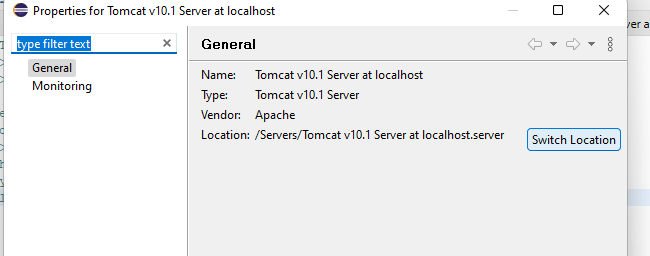 Properties for Tomcat v10.1 Server at localhost
type filter text
General
Monitoring
General
Name: Tomcat v10.1 Server at localhost
Type: Tomcat v10.1 Server
Vendor: Apache
Location: /Servers/Tomcat v10.1 Server at localhost.server
Switch Location